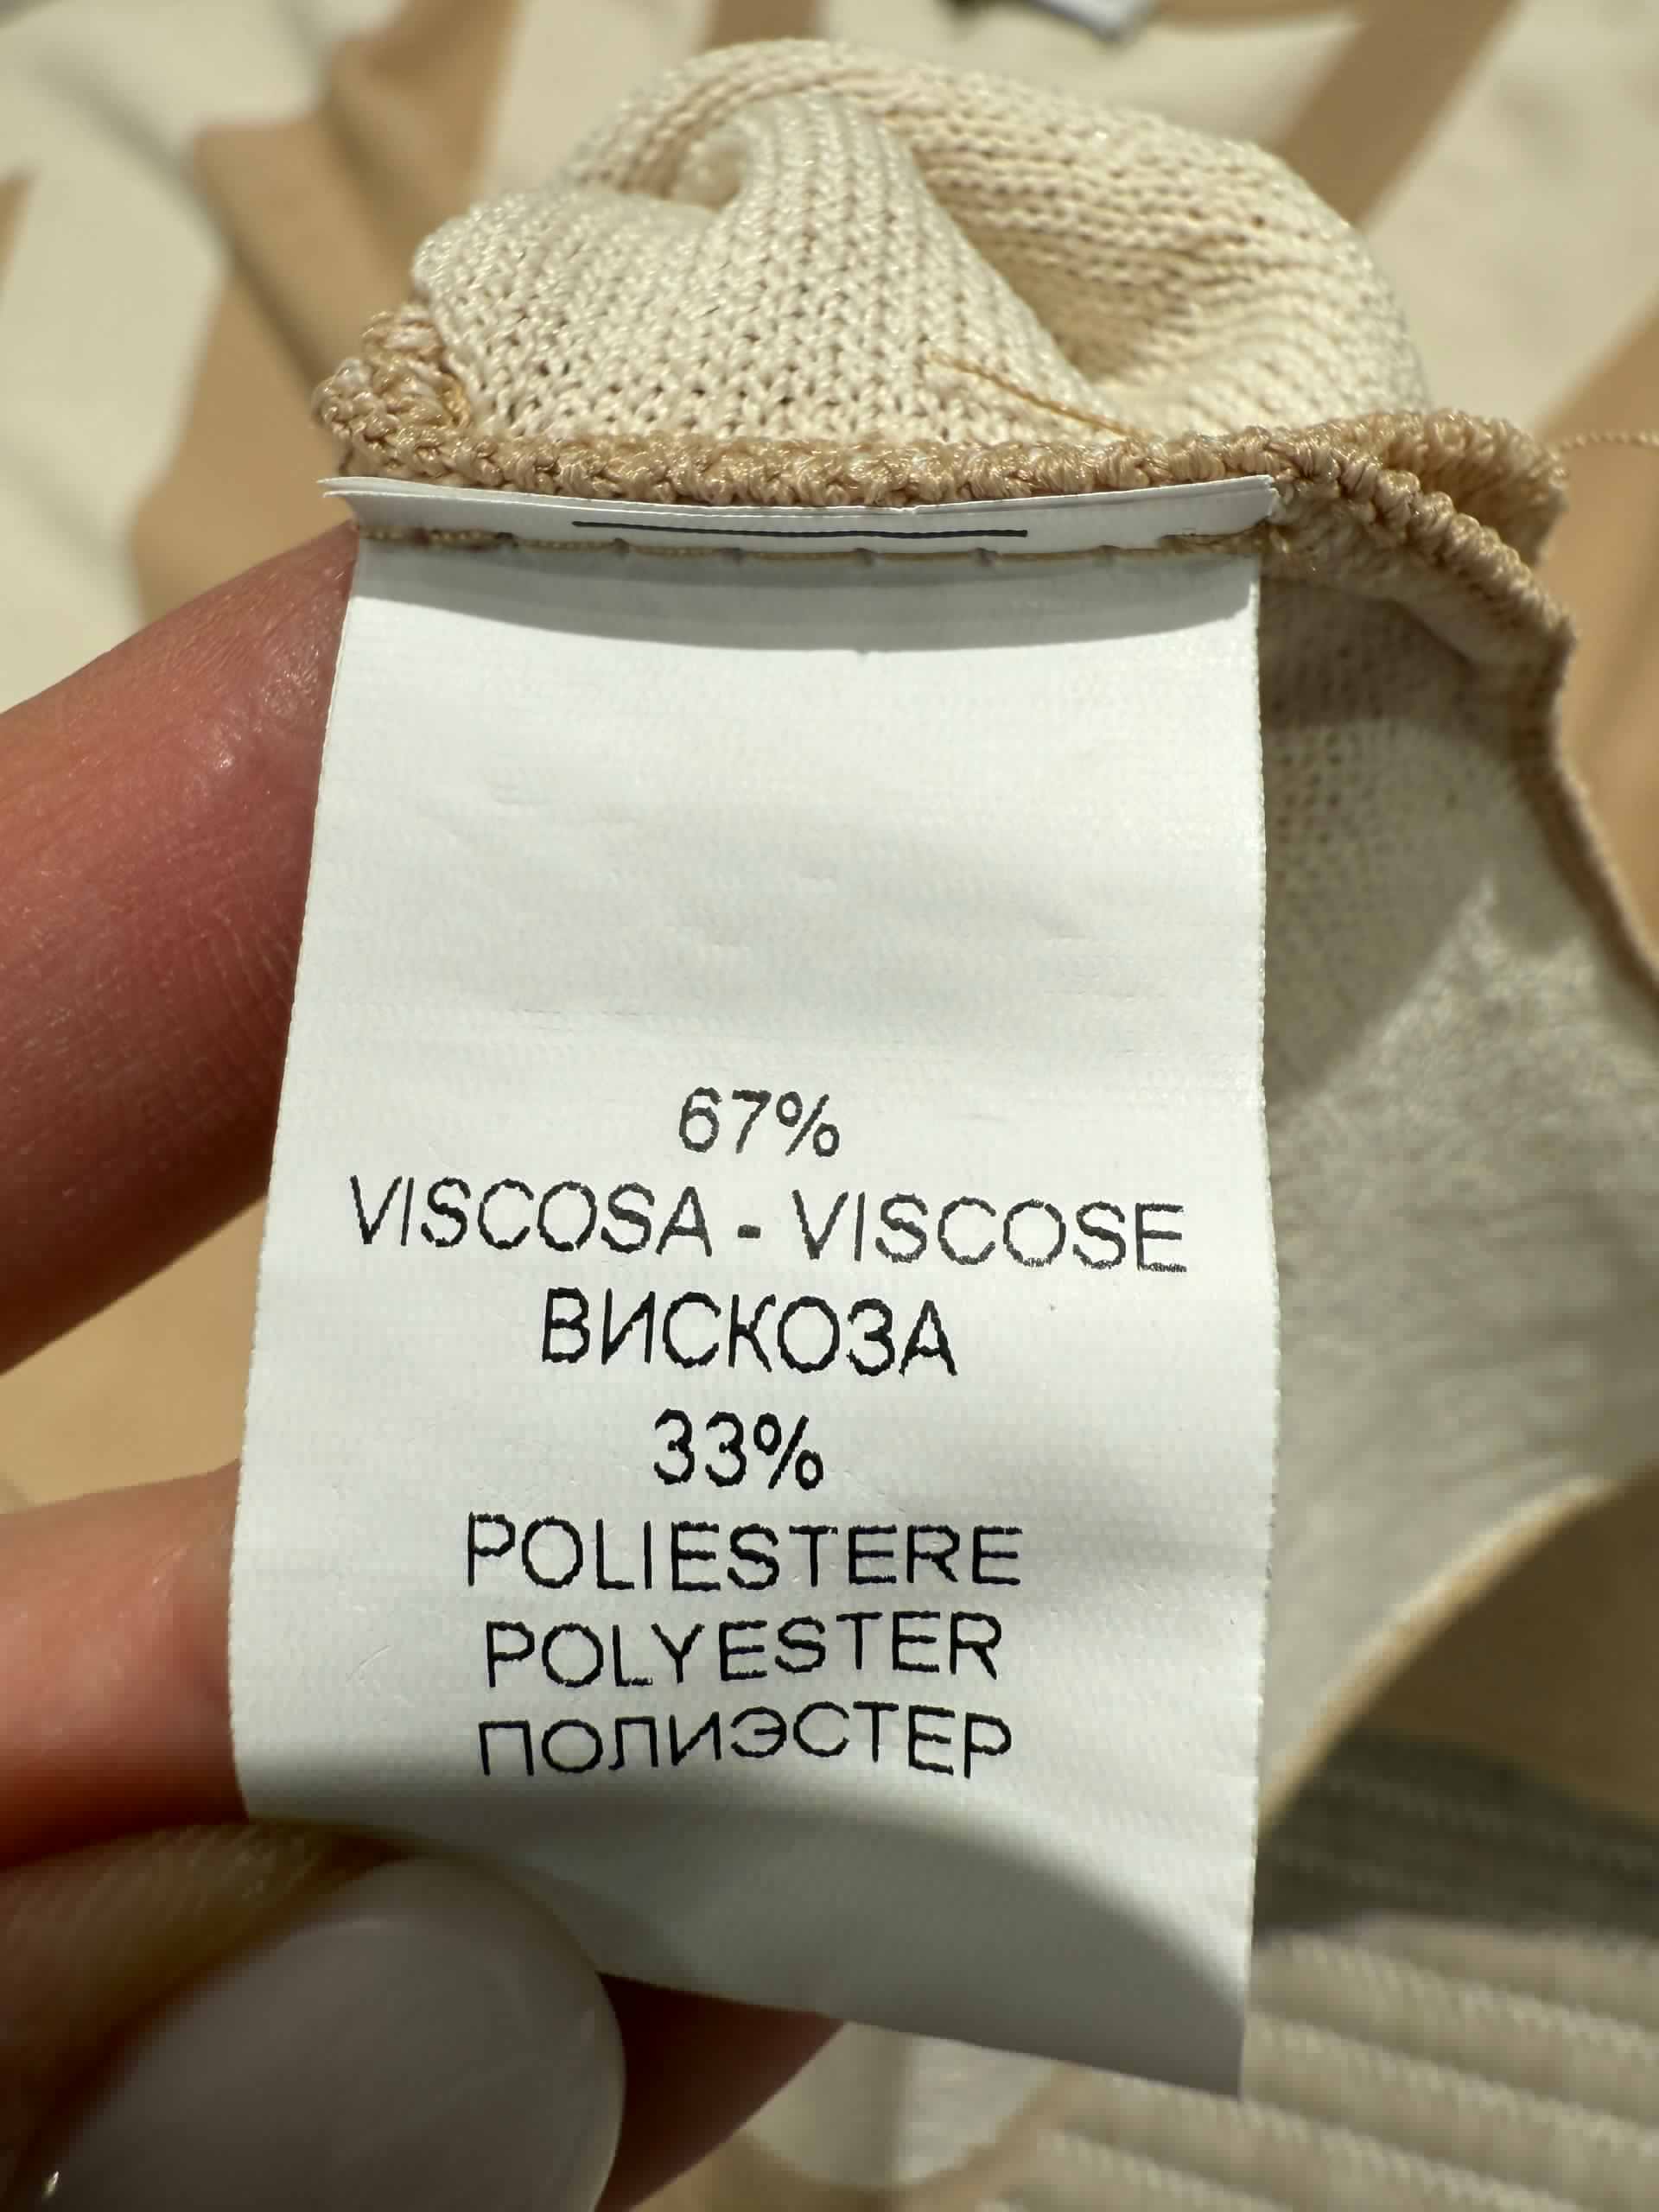 67%
VISCOSA - VISCOSE
ВИСКОЗА
33%
POLIESTERE
POLYESTER
ПОЛИЭСТЕР